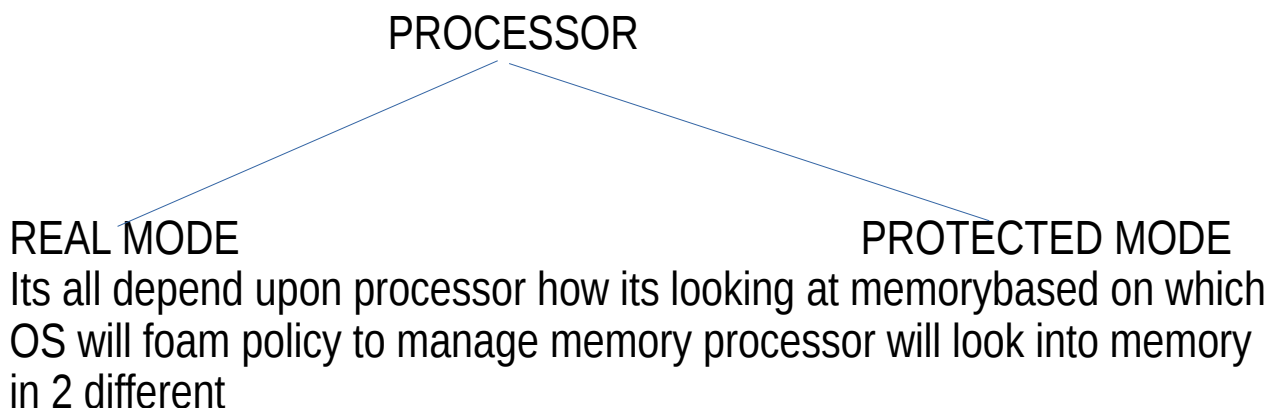 PROCESSOR
REAL MODE PROTECTED MODE
Its all depend upon processor how its looking at memorybased on which
OS will foam policy to manage memory processor will look into memory
in 2 different